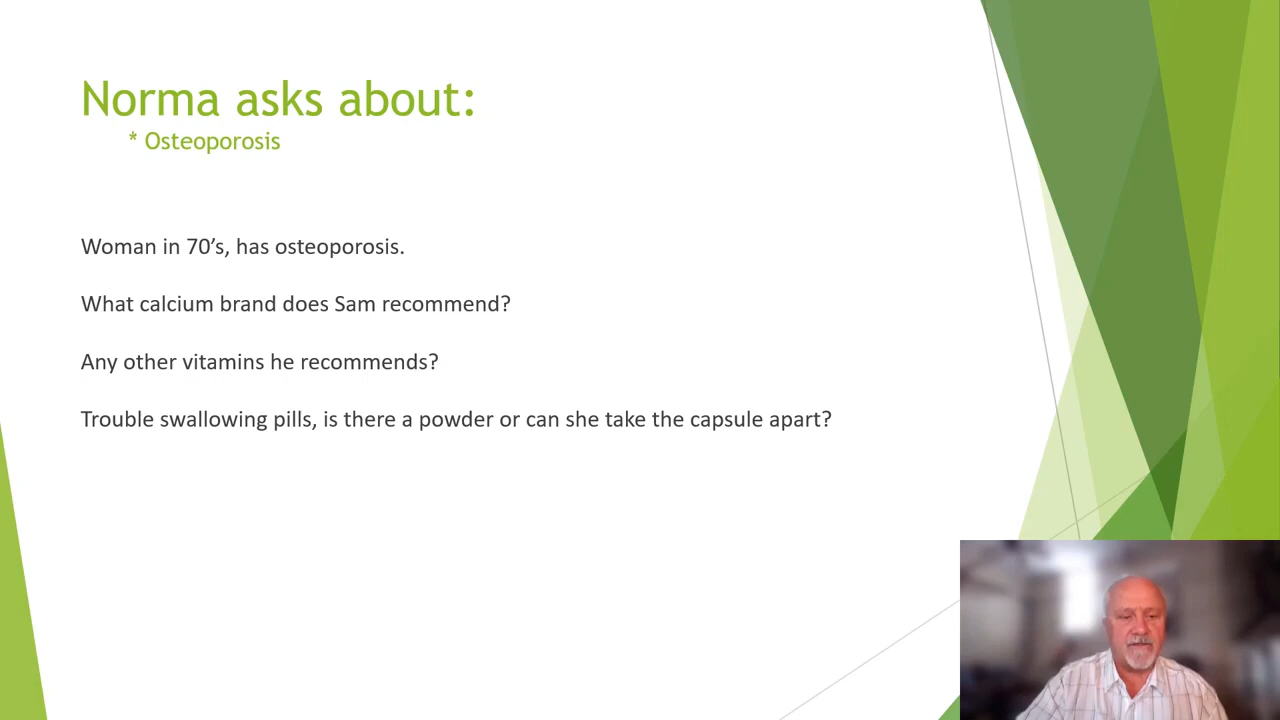 Norma asks about:
* Osteoporosis
Woman in 70’s, has osteoporosis.
What calcium brand does Sam recommend?
Any other vitamins he recommends?
Trouble swallowing pills, is there a powder or can she take the capsule apart?